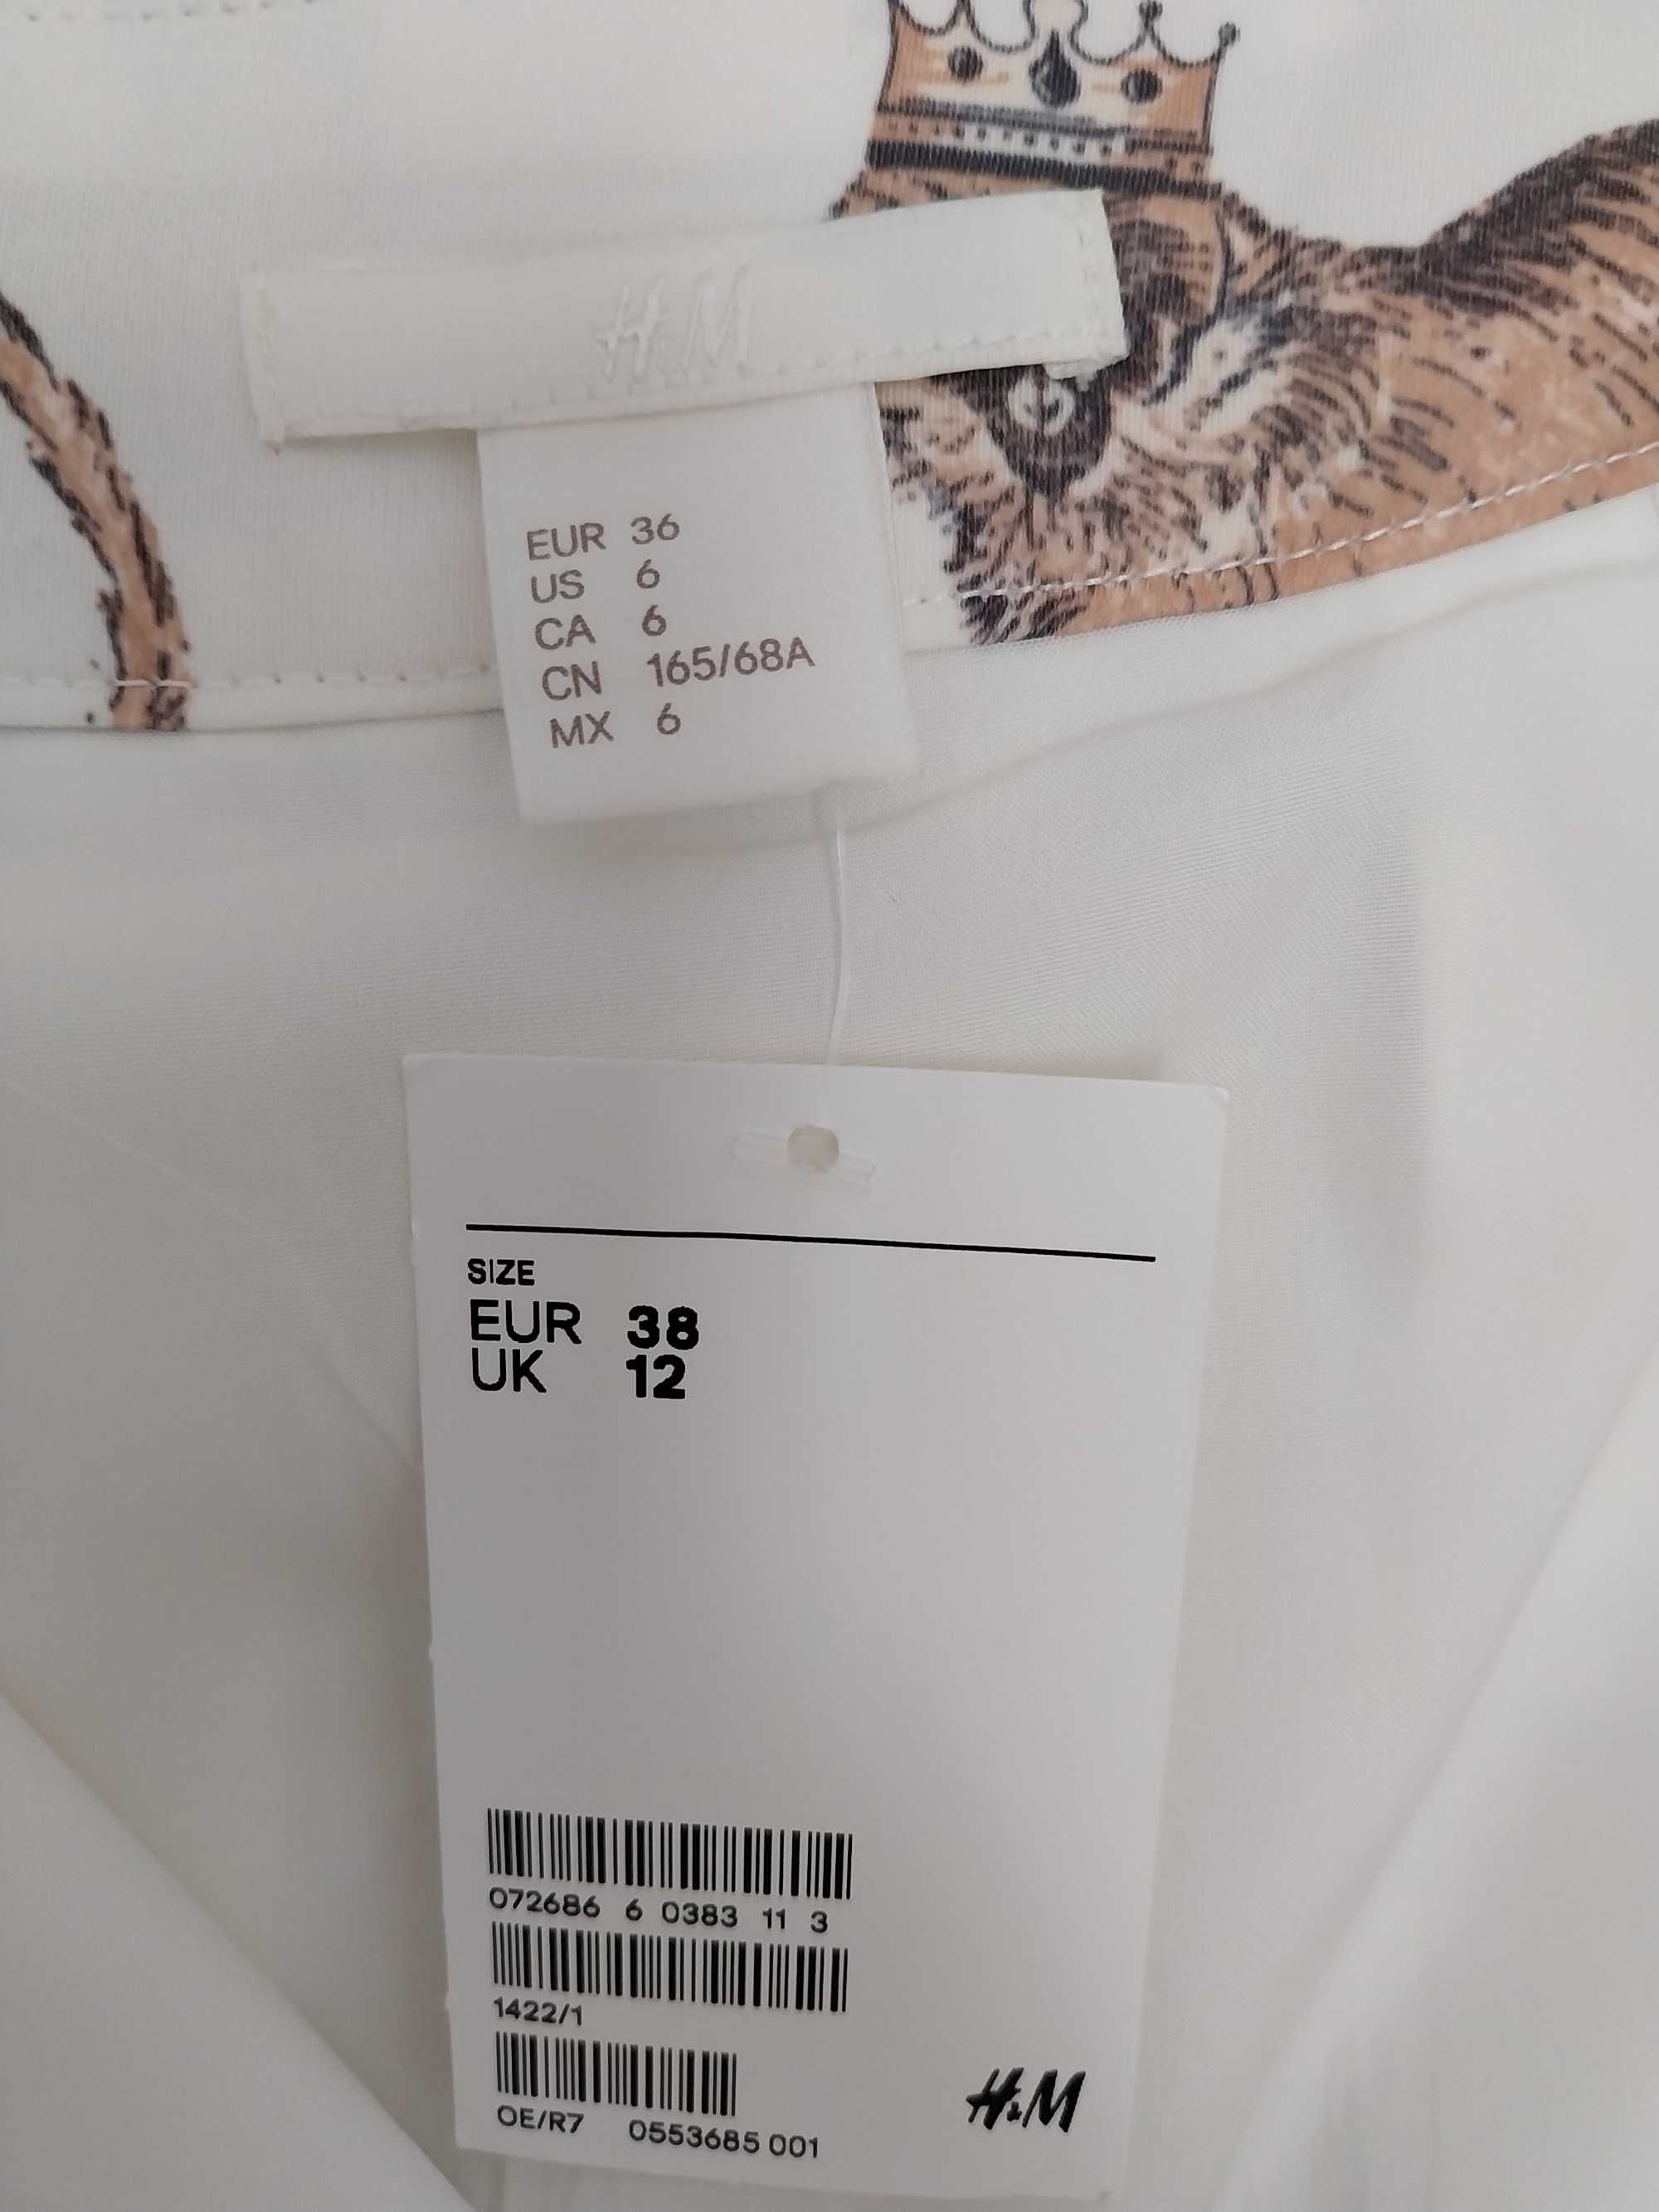 H&M
EUR 36
US 6
CA 6
CN 165/68A
MX 6
SIZE
EUR 38
UK 12
072686 6 0383 11 3
1422/1
OE/R7 0553685 001
H&M